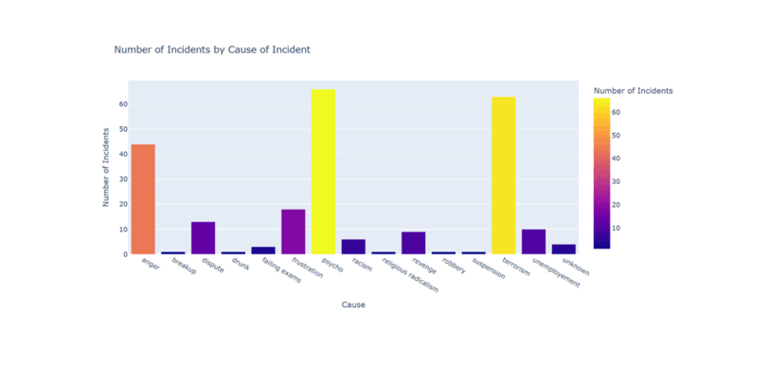 Number of Incidents by Cause of Incident
Number of Incidents
60
50
40
30
20
10
0
anger
breakup
dispute
drunk
failing exams
frustration
psycho
racism
religious radicalism
revenge
robbery
suspension
terrorism
unemployement
unknown
Cause
Number of Incidents
60
50
40
30
20
10